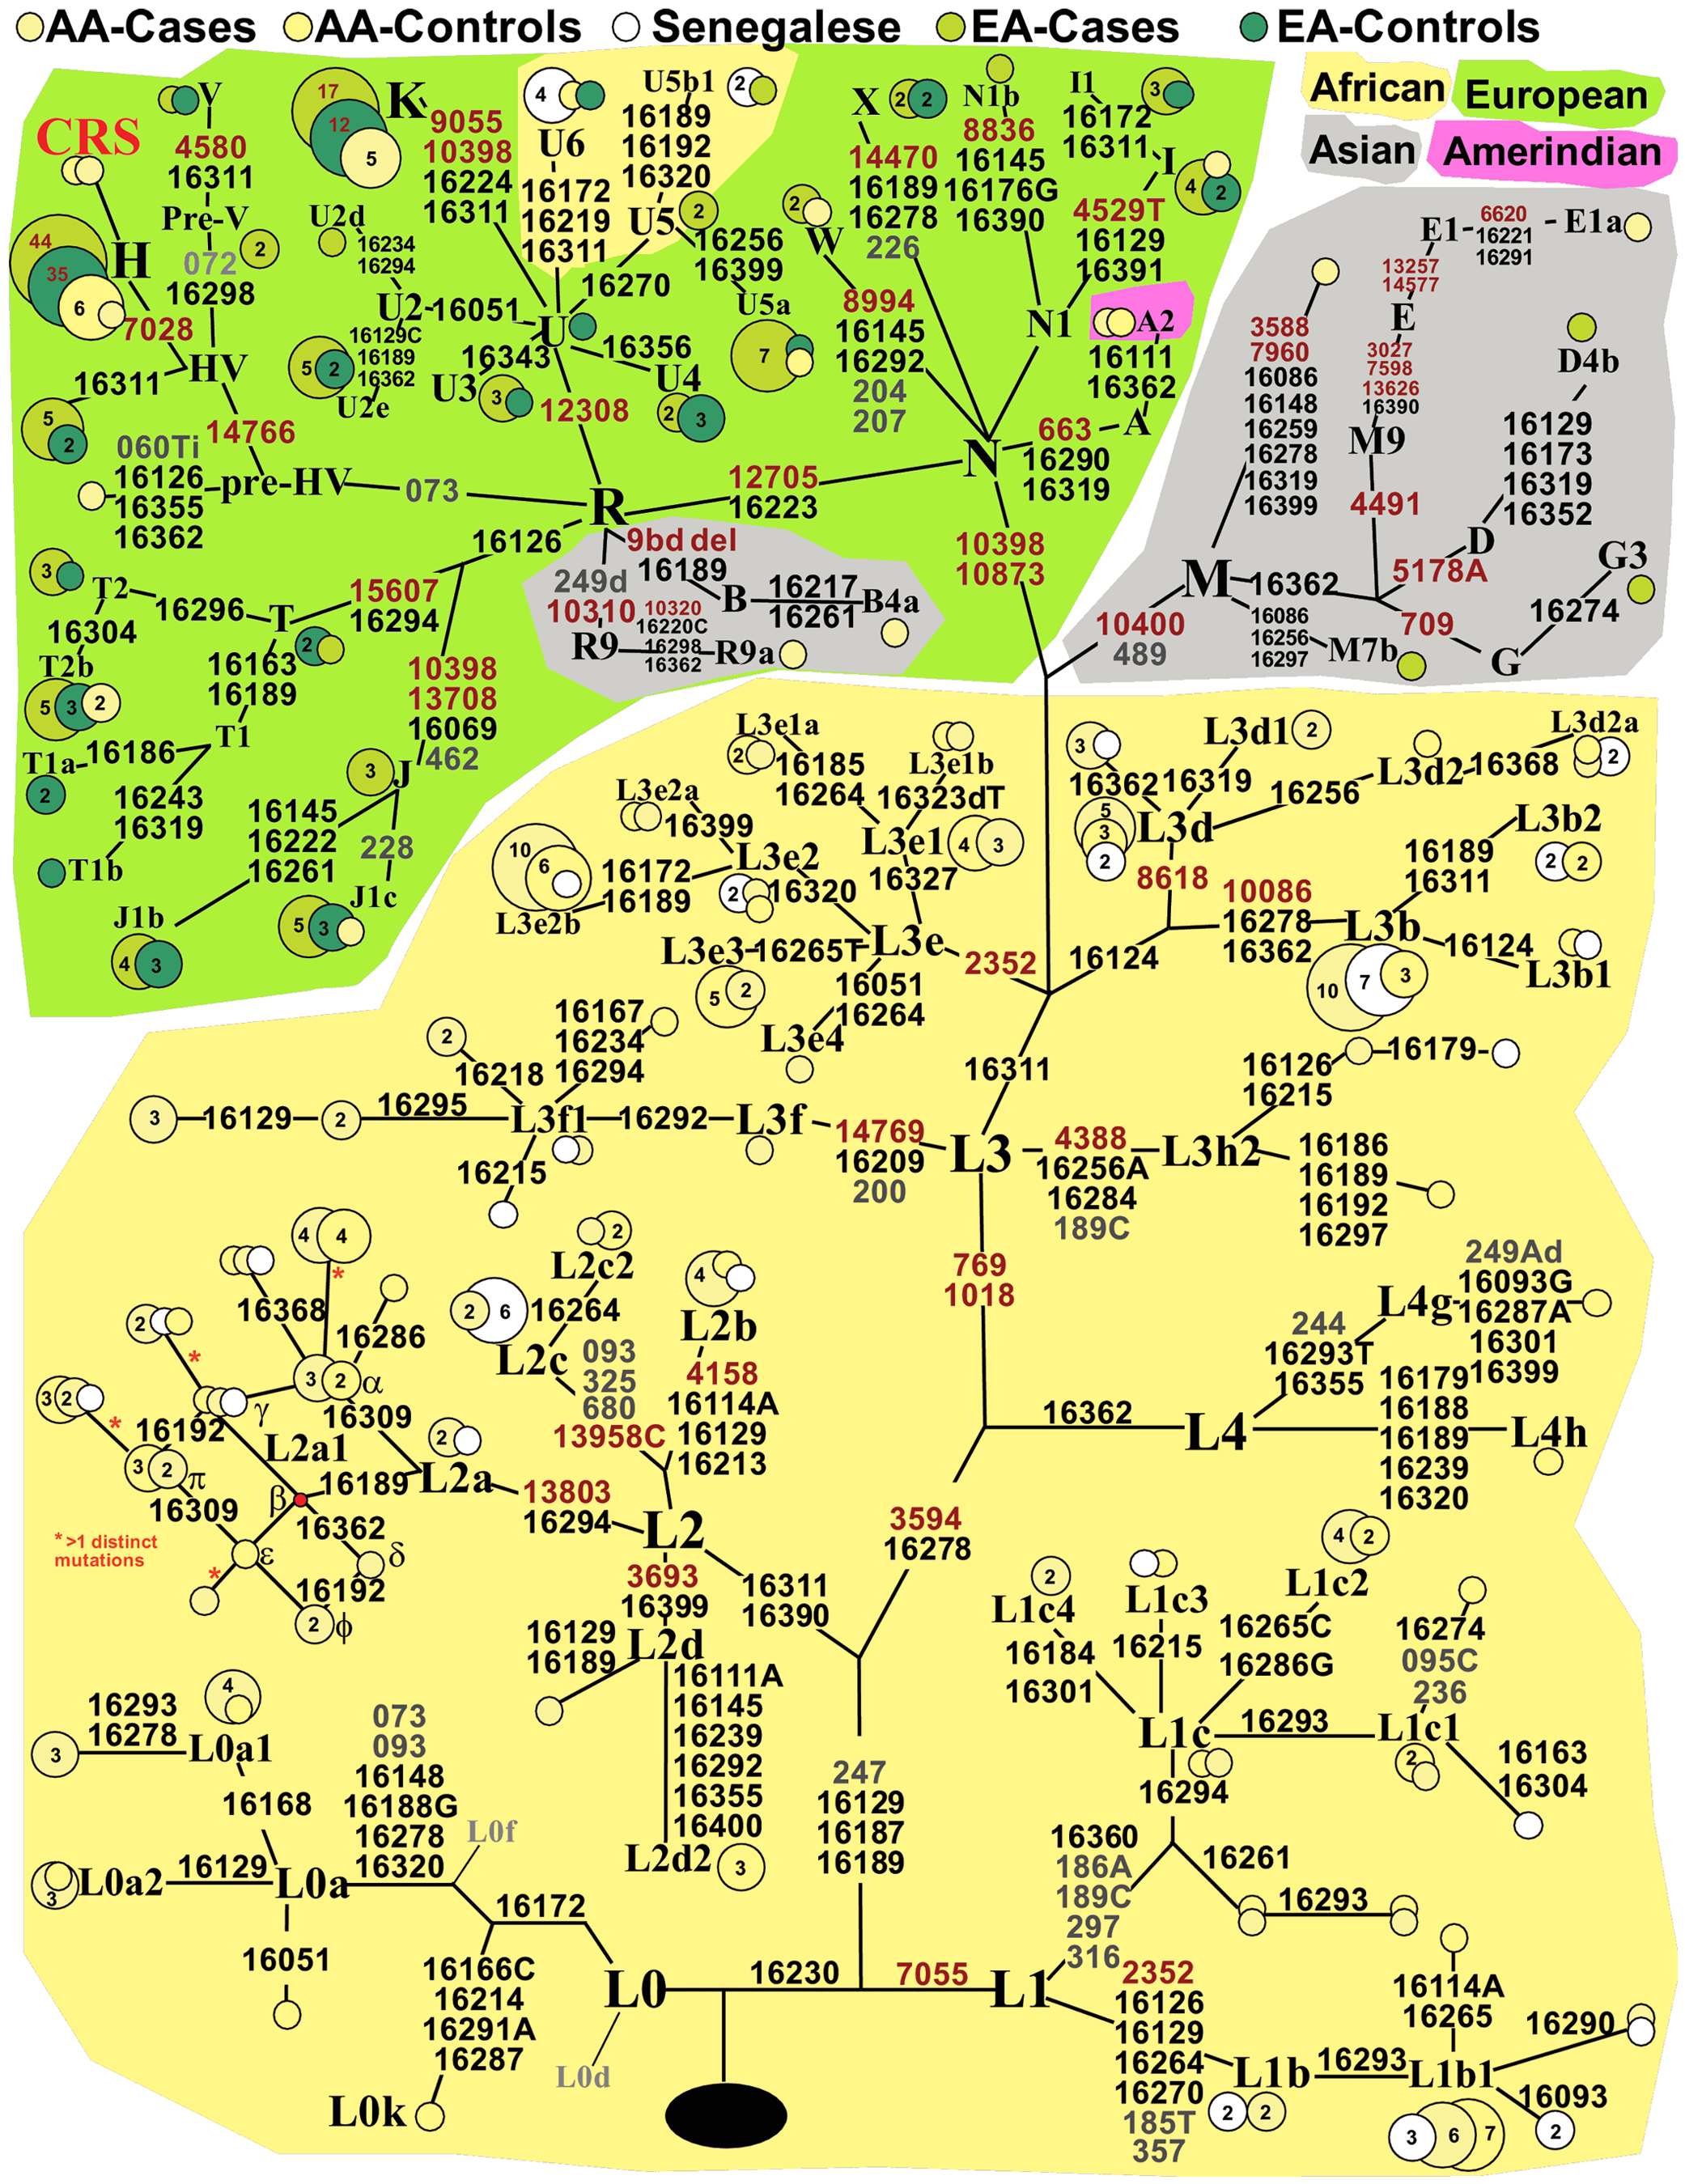 AA-Cases AA-Controls Senegalese EA-Cases EA-Controls
African European
Asian Amerindian
CRS
V
4580
16311
Pre-V
2
072
16298
44
35
6
H
7028
HV
16311
5
2
14766
060Ti
16126
16355
16362
pre-HV
073
17
12
5
K
9055
10398
16224
16311
U2d
16234
16294
U2
16051
16129C
16189
16362
U2e
5
2
4
U6
16172
16219
16311
U5b1
2
16189
16192
16320
U5
2
16256
16399
U5a
7
16270
U
16343
U3
3
16356
U4
2
3
12308
R
12705
16223
X
2
2
14470
16189
16278
226
2
W
8994
16145
16292
204
207
N1b
8836
16145
16176G
16390
I1
3
16172
16311
I
4
2
4529T
16129
16391
N1
A2
16111
16362
A
663
16290
16319
N
10398
10873
E1
6620
16221
16291
E1a
13257
14577
E
3027
7598
13626
16390
M9
4491
3588
7960
16086
16148
16259
16278
16319
16399
D4b
16129
16173
16319
16352
D
5178A
M
16362
16086
16256
16297
M7b
709
G
16274
G3
10400
489
16126
9bd del
16189
B
16217
16261
B4a
249d
10310
R9
10320
16220C
16298
16362
R9a
3
T2
16296
T
15607
16294
2
16304
T2b
5
3
2
16163
16189
T1
T1a
2
16186
16243
16319
T1b
10398
13708
16069
462
3
J
16145
16222
16261
228
J1c
5
3
J1b
4
3
L3e1a
2
16185
16264
L3e1b
16323dT
L3e1
4
3
16327
L3e2a
16399
10
6
L3e2b
16172
16189
L3e2
2
16320
L3e
L3e3
16265T
5
2
16051
16264
L3e4
2352
3
16362
L3d1
2
16319
L3d
5
3
2
16256
L3d2
16368
L3d2a
2
8618
10086
16278
16362
L3b
10
7
3
16189
16311
L3b2
2
2
16124
L3b1
16124
16311
16167
16234
16294
2
16218
3
16129
2
16295
L3f1
16292
L3f
16215
14769
16209
200
L3
4388
16256A
16284
189C
L3h2
16126
16215
16179
16186
16189
16192
16297
769
1018
4
4
*
16368
16286
2
*
3
2
α
16309
3
2
*
16192
γ
L2a1
3
2
π
16309
β
16189
2
L2a
16362
δ
* >1 distinct
mutations
ε
*
16192
2
ϕ
13803
16294
L2c2
2
16264
2
6
L2c
093
325
680
13958C
4
L2b
4158
16114A
16129
16213
L2
3693
16399
L2d
16129
16189
16111A
16145
16239
16292
16355
16400
L2d2
3
16311
16390
3594
16278
16362
L4
244
16293T
16355
L4g
249Ad
16093G
16287A
16301
16399
16179
16188
16189
16239
16320
L4h
L1c4
2
16184
16301
L1c3
16215
L1c2
4
2
16265C
16286G
L1c
16293
L1c1
2
16274
095C
236
16163
16304
16294
16360
186A
189C
297
316
16261
16293
247
16129
16187
16189
3
16293
16278
L0a1
4
16168
3
L0a2
16129
L0a
16051
073
093
16148
16188G
16278
16320
L0f
16172
16166C
16214
16291A
16287
L0k
L0
L0d
16230
7055
L1
2352
16126
16129
16264
16270
185T
357
L1b
2
2
16293
L1b1
16114A
16265
16290
16093
2
3
6
7